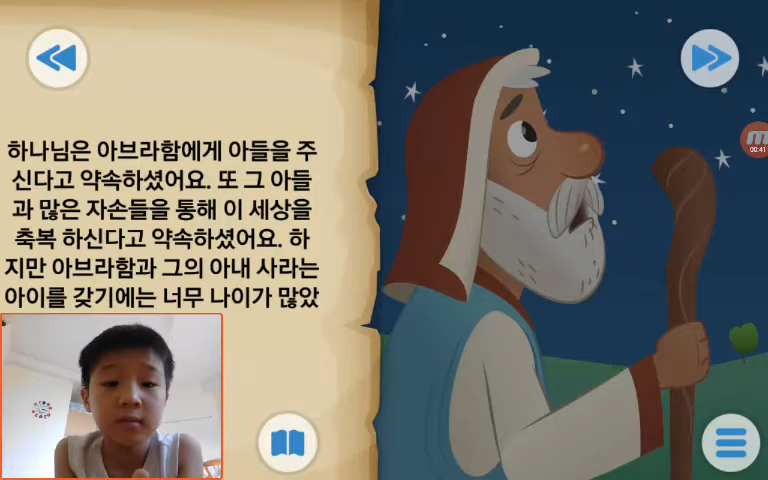 하나님은 아브라함에게 아들을 주
신다고 약속하셨어요. 또 그 아들
과 많은 자손들을 통해 이 세상을
축복 하신다고 약속하셨어요. 하
지만 아브라함과 그의 아내 사라는
아이를 갖기에는 너무 나이가 많았
00:41